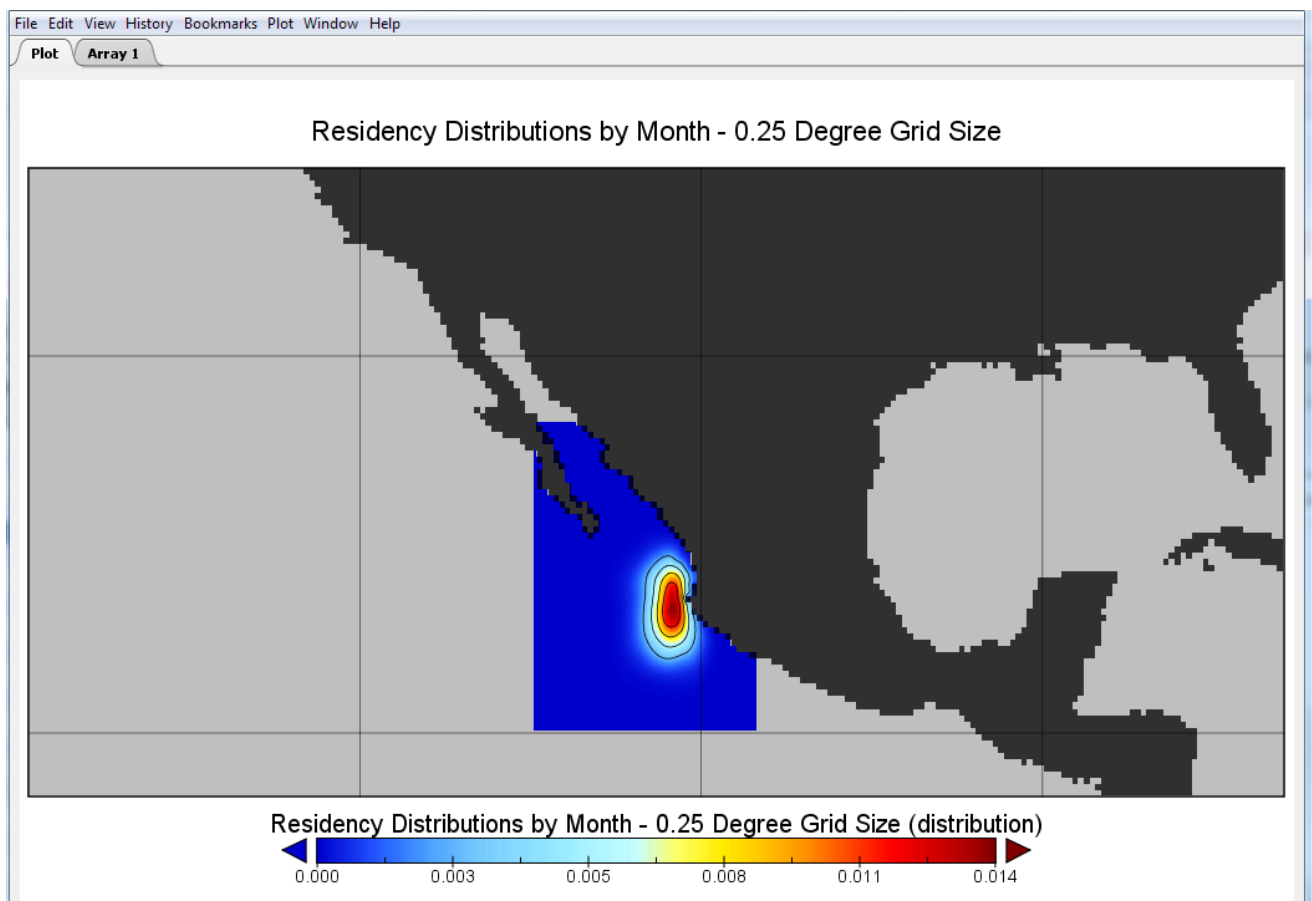 File Edit View History Bookmarks Plot Window Help
Plot Array 1
Residency Distributions by Month - 0.25 Degree Grid Size
Residency Distributions by Month - 0.25 Degree Grid Size (distribution)
0.000 0.003 0.005 0.008 0.011 0.014